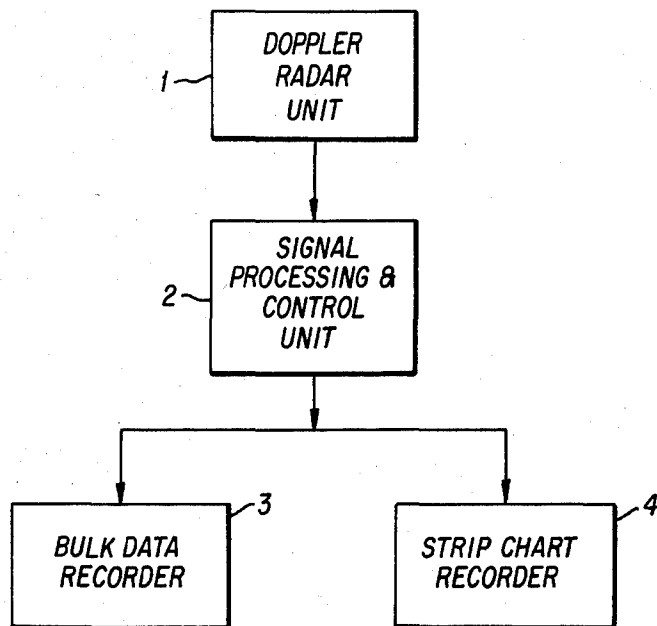 DOPPLER
RADAR
UNIT
1
SIGNAL
PROCESSING &
CONTROL
UNIT
2
3
BULK DATA
RECORDER
4
STRIP CHART
RECORDER